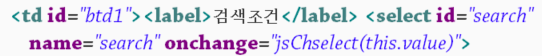 <td id="btd1"><label>검색조건</label> <select id="search"
name="search" onchange="jsChselect(this.value)">